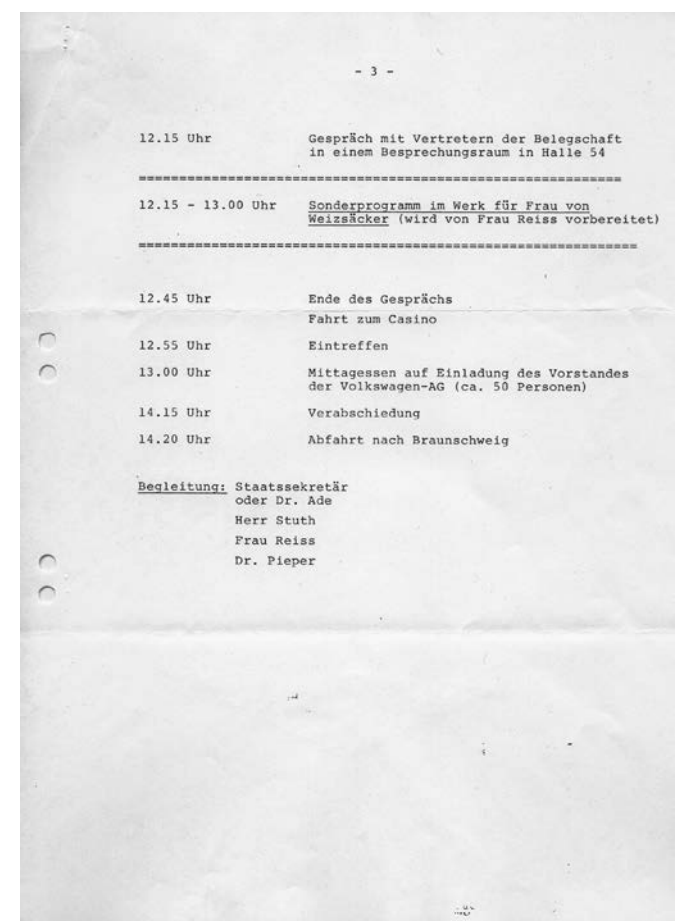 - 3 -
12.15 Uhr Gespräch mit Vertretern der Belegschaft
in einem Besprechungsraum in Halle 54
12.15 - 13.00 Uhr Sonderprogramm im Werk für Frau von
Weizsäcker (wird von Frau Reiss vorbereitet)
12.45 Uhr Ende des Gesprächs
Fahrt zum Casino
12.55 Uhr Eintreffen
13.00 Uhr Mittagessen auf Einladung des Vorstandes
der Volkswagen-AG (ca. 50 Personen)
14.15 Uhr Verabschiedung
14.20 Uhr Abfahrt nach Braunschweig
Begleitung: Staatssekretär
oder Dr. Ade
Herr Stuth
Frau Reiss
Dr. Pieper